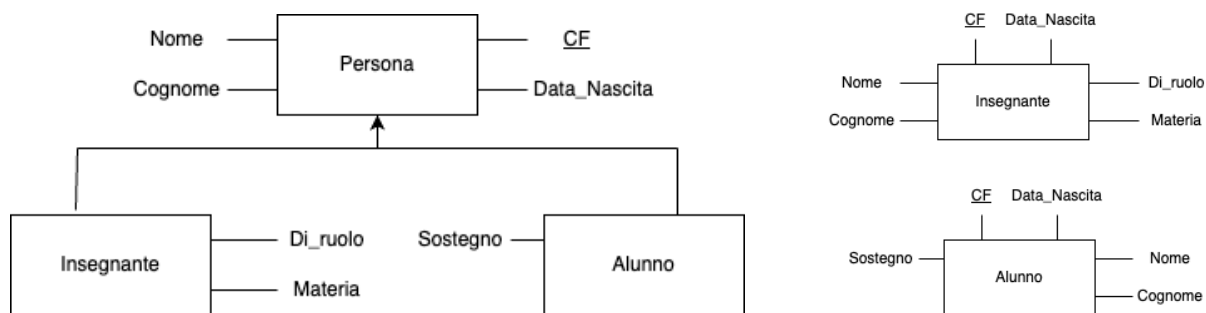 Nome
CF
Persona
Cognome
Data_Nascita
Insegnante
Di_ruolo
Materia
Sostegno
Alunno
CF Data_Nascita
Nome
Di_ruolo
Insegnante
Cognome
Materia
CF Data_Nascita
Sostegno
Nome
Alunno
Cognome